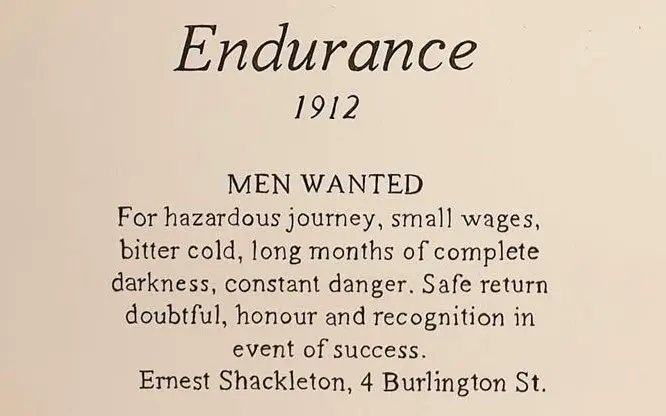 Endurance
1912
MEN WANTED
For hazardous journey, small wages,
bitter cold, long months of complete
darkness, constant danger. Safe return
doubtful, honour and recognition in
event of success.
Ernest Shackleton, 4 Burlington St.